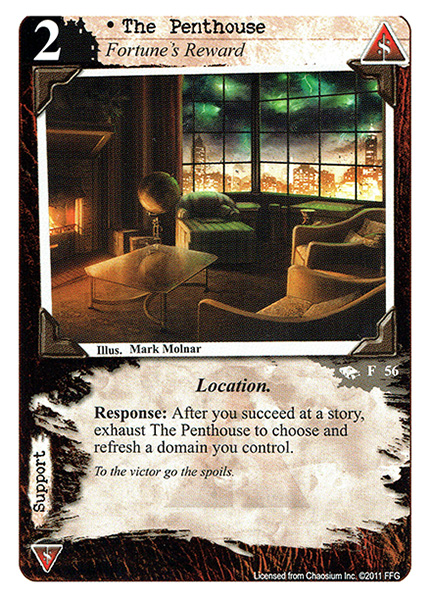 2
• The Penthouse
Fortune's Reward
Illus. Mark Molnar
F 56
Location.
Response: After you succeed at a story,
exhaust The Penthouse to choose and
refresh a domain you control.
To the victor go the spoils.
Support
Licensed from Chaosium Inc. ©2011 FFG